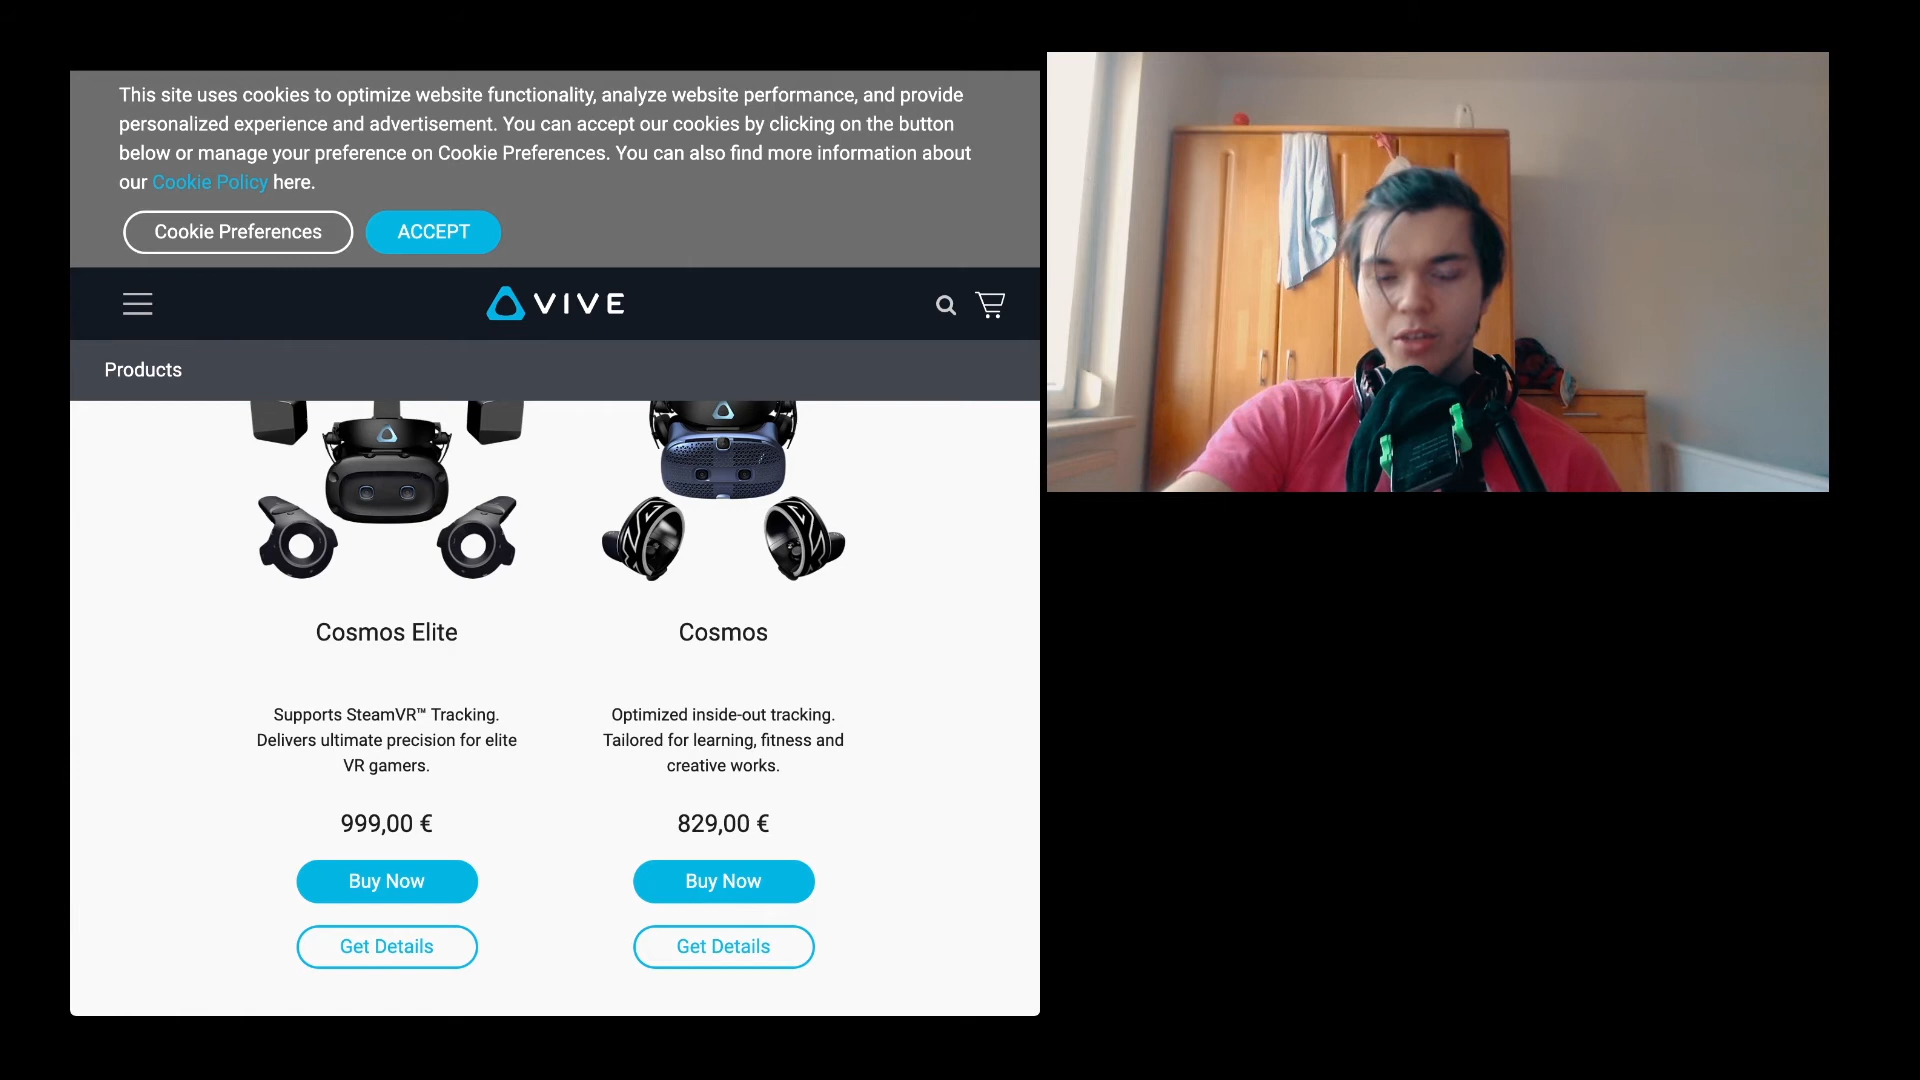 This site uses cookies to optimize website functionality, analyze website performance, and provide
personalized experience and advertisement. You can accept our cookies by clicking on the button
below or manage your preference on Cookie Preferences. You can also find more information about
our Cookie Policy here.
Cookie Preferences
ACCEPT
VIVE
Products
Cosmos Elite
Supports SteamVR™ Tracking.
Delivers ultimate precision for elite
VR gamers.
999,00 €
Buy Now
Get Details
Cosmos
Optimized inside-out tracking.
Tailored for learning, fitness and
creative works.
829,00 €
Buy Now
Get Details